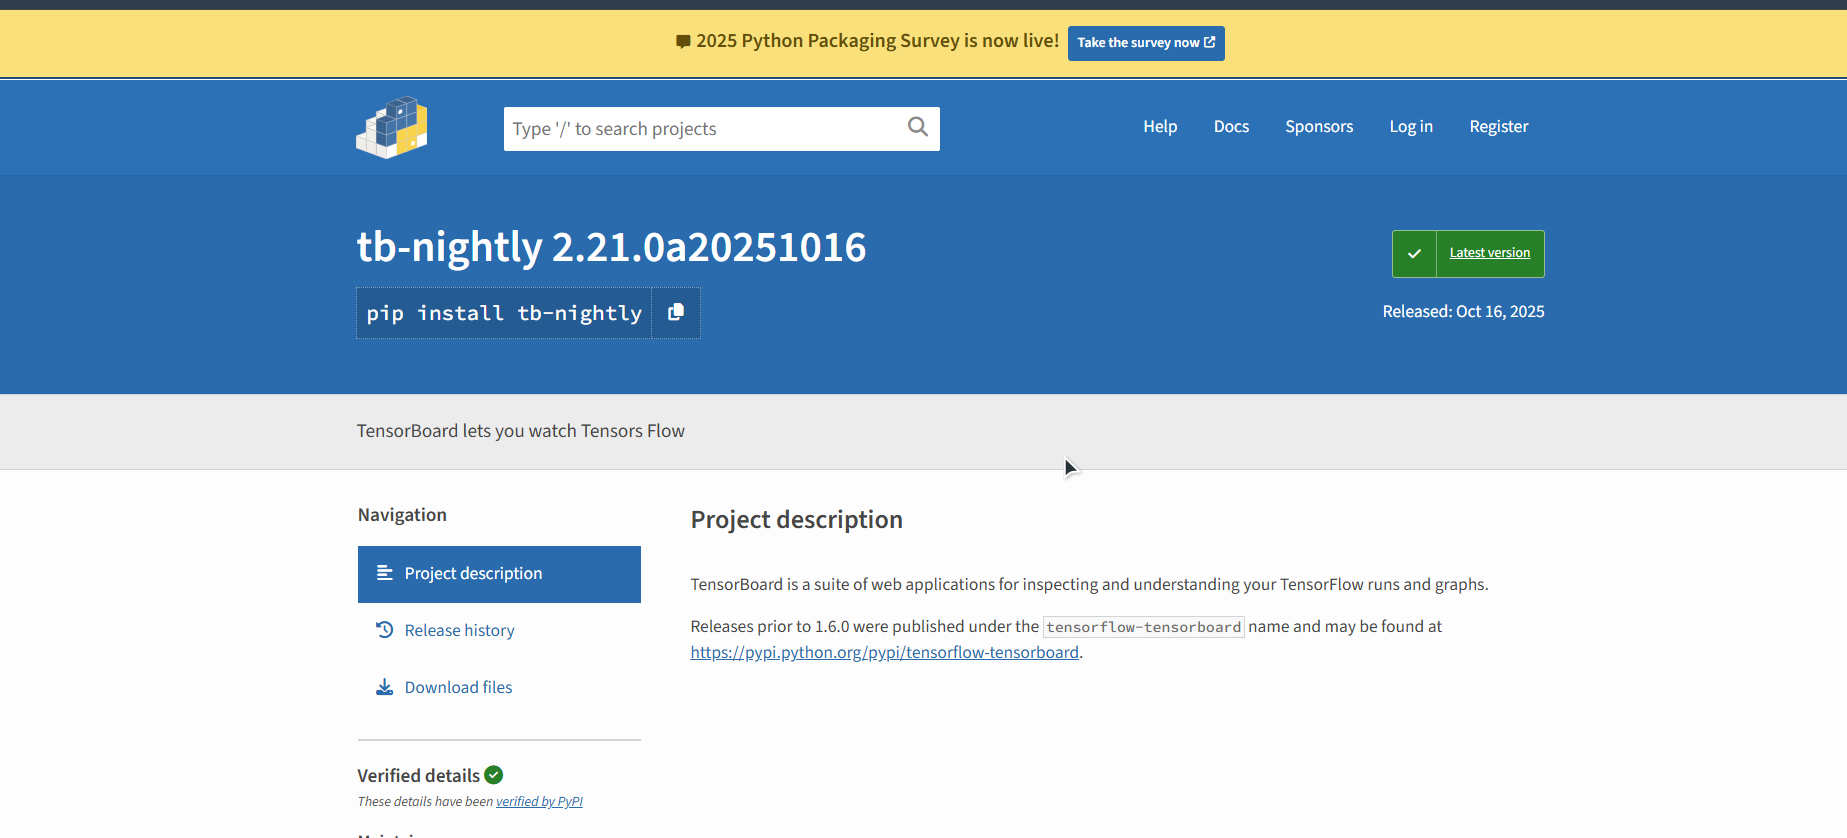 2025 Python Packaging Survey is now live! Take the survey now
Type '/' to search projects
Help Docs Sponsors Log in Register
tb-nightly 2.21.0a20251016
Latest version
pip install tb-nightly
Released: Oct 16, 2025
TensorBoard lets you watch Tensors Flow
Navigation
Project description
Release history
Download files
Verified details
These details have been verified by PyPI
Project description
TensorBoard is a suite of web applications for inspecting and understanding your TensorFlow runs and graphs.
Releases prior to 1.6.0 were published under the tensorflow-tensorboard name and may be found at
https://pypi.python.org/pypi/tensorflow-tensorboard.